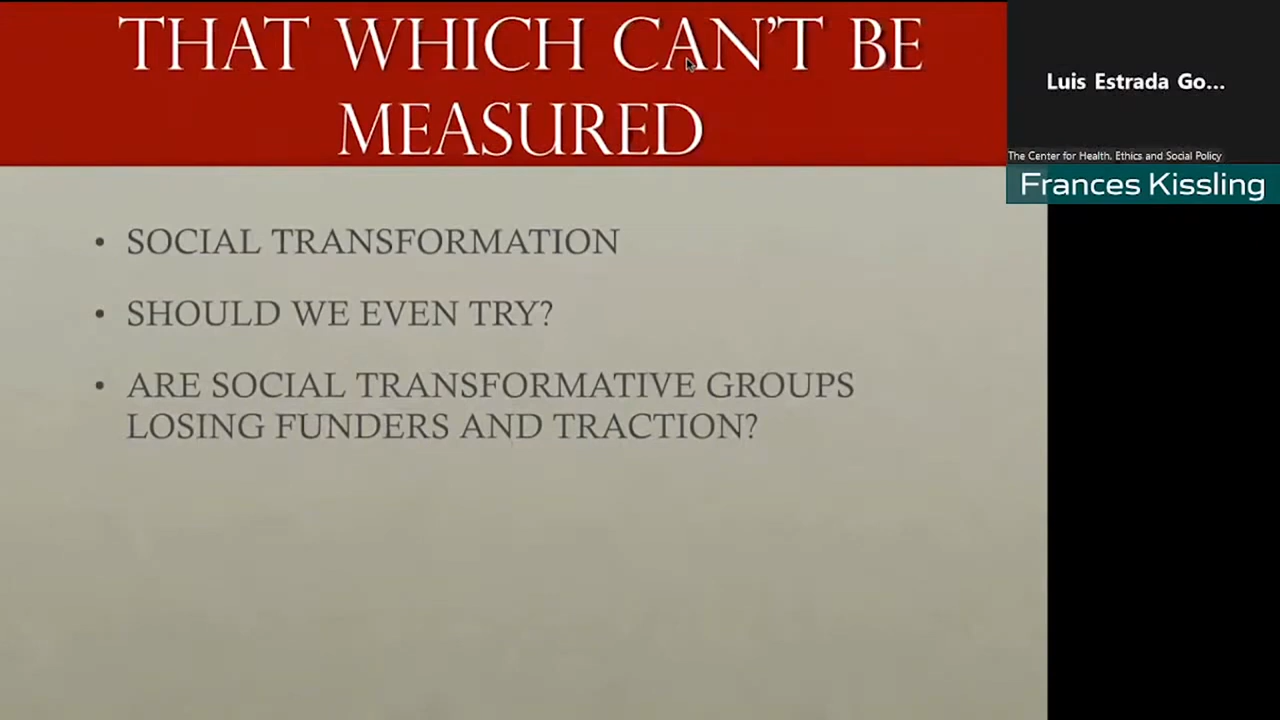 THAT WHICH CAN'T BE
MEASURED
• SOCIAL TRANSFORMATION
• SHOULD WE EVEN TRY?
• ARE SOCIAL TRANSFORMATIVE GROUPS
LOSING FUNDERS AND TRACTION?
Luis Estrada Go...
The Center for Health, Ethics and Social Policy
Frances Kissling